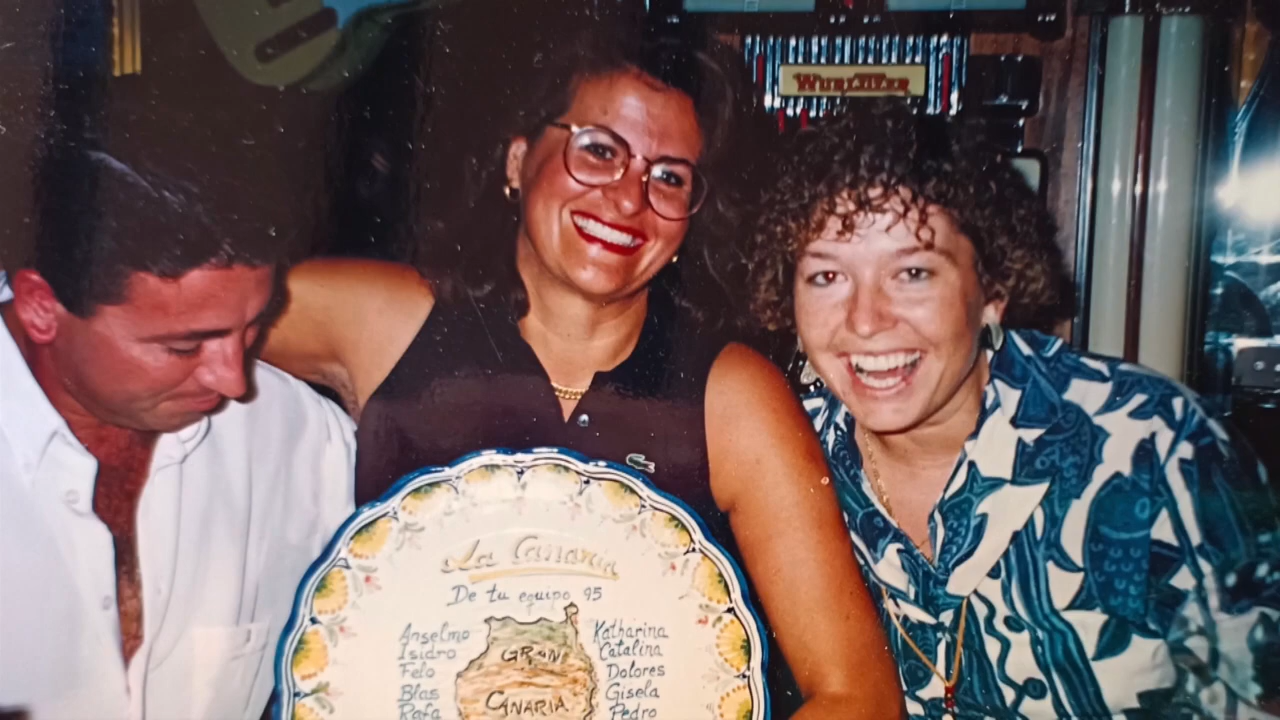 WURLITZER
La Canaria
De tu equipo 95
Anselmo
Isidro
Felo
Blas
Rafa
GRAN
CANARIA
Katharina
Catalina
Dolores
Gisela
Pedro